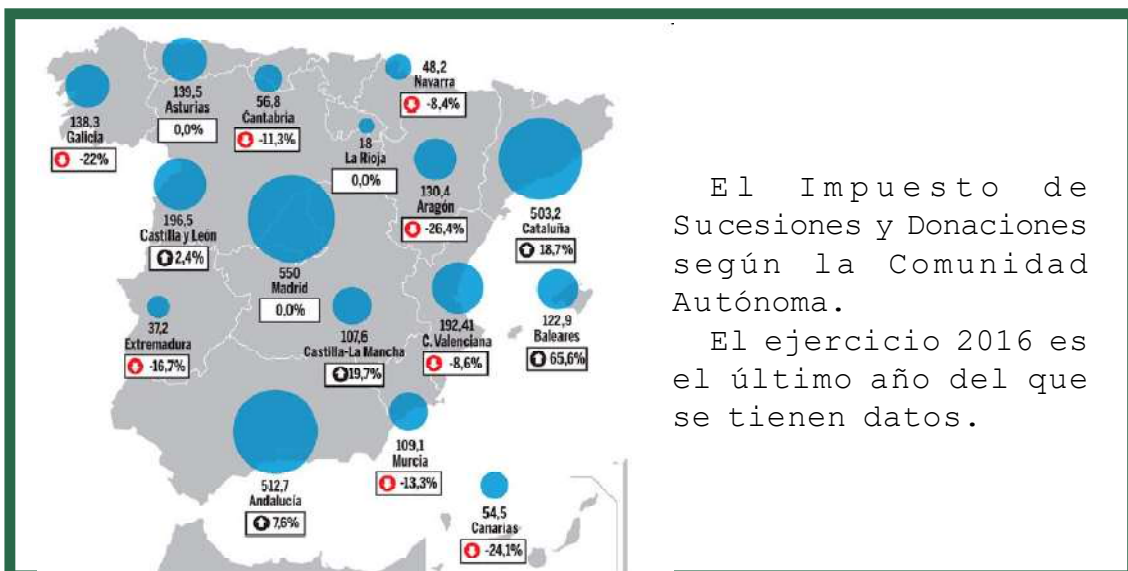 48,2
Navarra
-8,4%
139,5
Asturias
0,0%
56,8
Cantabria
-11,3%
138,3
Galicia
-22%
18
La Rioja
0,0%
130,4
Aragón
-26,4%
503,2
Cataluña
18,7%
196,5
Castilla y León
2,4%
550
Madrid
0.0%
37,2
Extremadura
-16,7%
107,6
Castilla-La Mancha
19,7%
192,41
C. Valenciana
-8,6%
122,9
Baleares
65,6%
109,1
Murcia
-13,3%
512,7
Andalucía
7,6%
54,5
Canarias
-24,1%
El Impuesto de
Sucesiones y Donaciones
según la Comunidad
Autónoma.
El ejercicio 2016 es
el último año del que
se tienen datos.